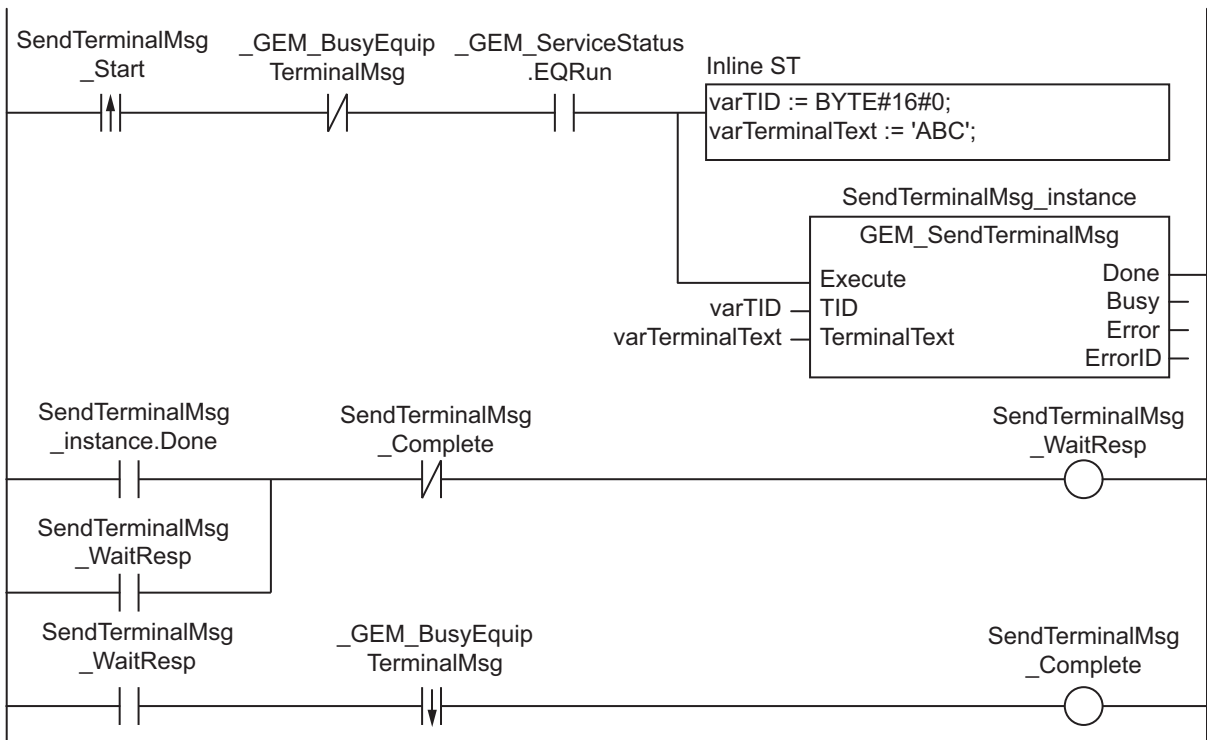 SendTerminalMsg
_Start
_GEM_BusyEquip
TerminalMsg
_GEM_ServiceStatus
.EQRun
Inline ST
varTID := BYTE#16#0;
varTerminalText := 'ABC';
SendTerminalMsg_instance
GEM_SendTerminalMsg
Execute
Done
varTID
TID
Busy
varTerminalText
TerminalText
Error
ErrorID
SendTerminalMsg
_instance.Done
SendTerminalMsg
_Complete
SendTerminalMsg
_WaitResp
SendTerminalMsg
_WaitResp
SendTerminalMsg
_WaitResp
_GEM_BusyEquip
TerminalMsg
SendTerminalMsg
_Complete